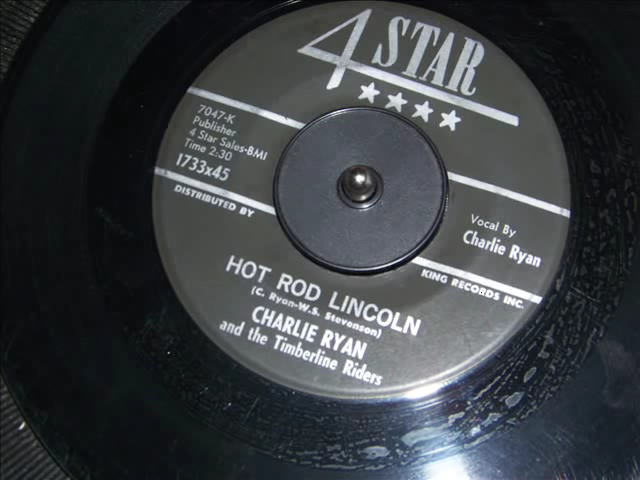 4 STAR
7047-K
Publisher
4 Star Sales-BMI
Time 2:30
1733x45
DISTRIBUTED BY
Vocal By
Charlie Ryan
KING RECORDS INC.
HOT ROD LINCOLN
(C. Ryan-W.S. Stevenson)
CHARLIE RYAN
and the Timberline Riders